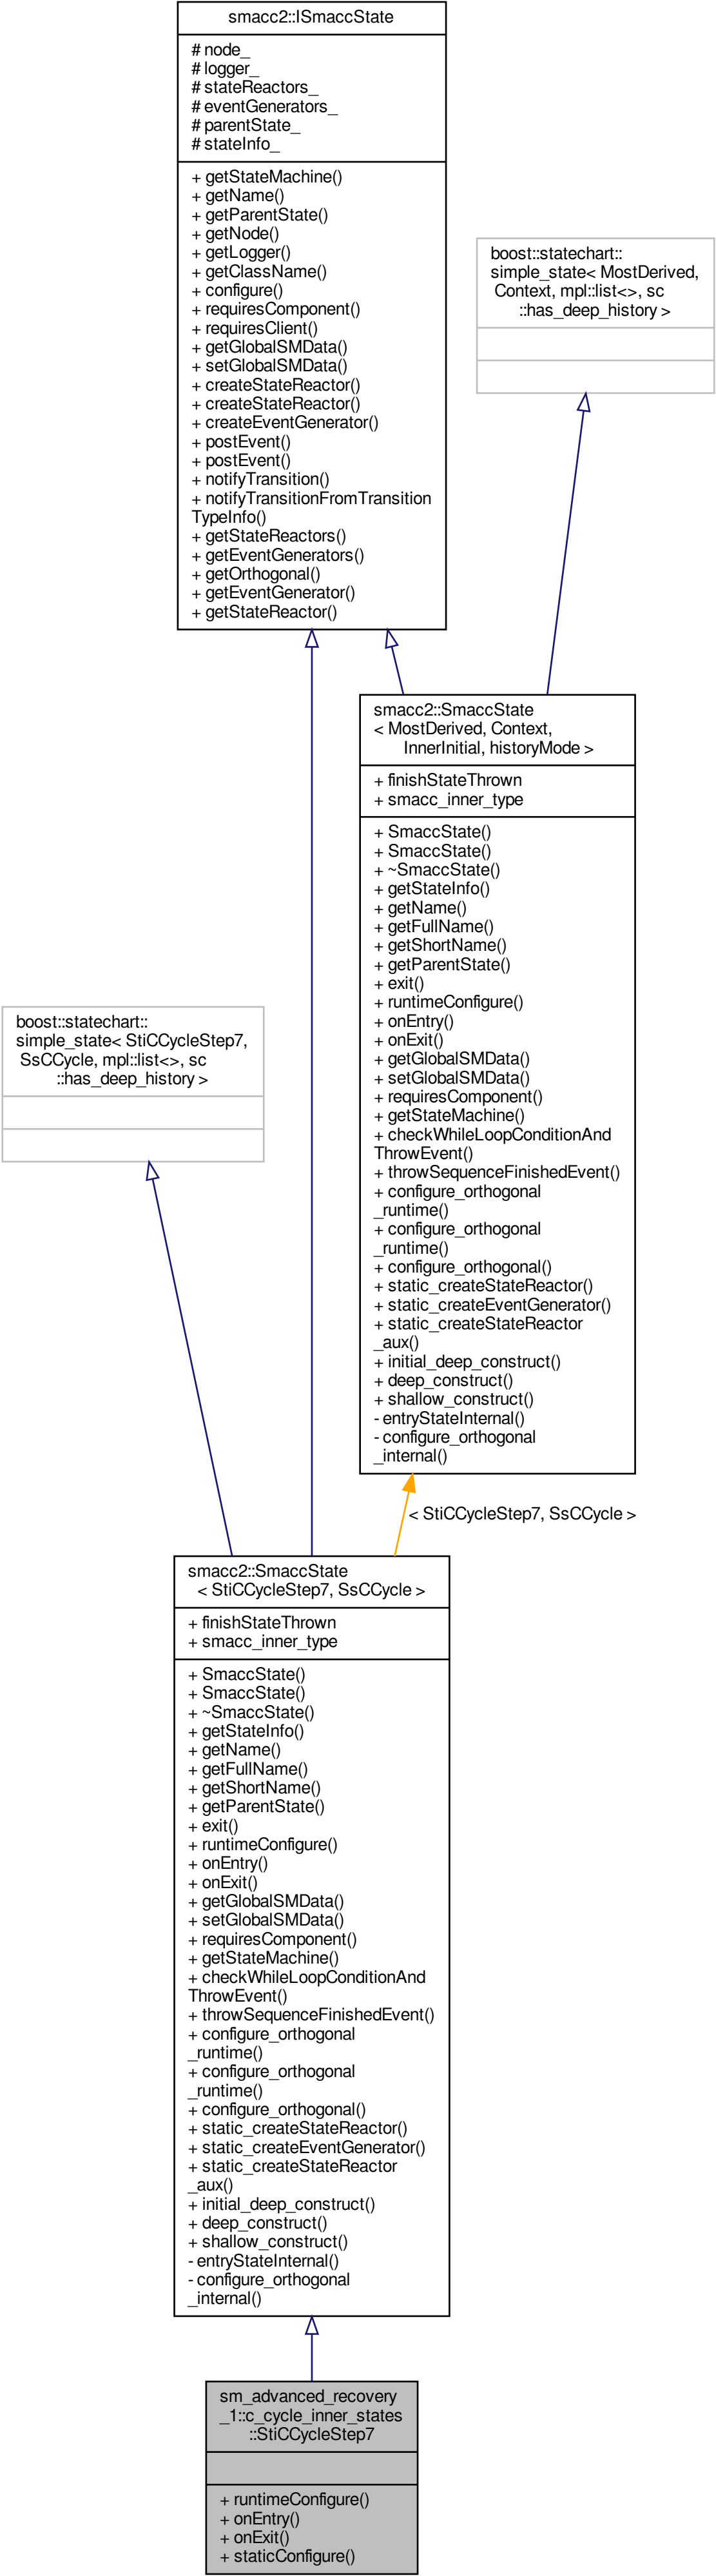 smacc2::ISmaccState
# node_
# logger_
# stateReactors_
# eventGenerators_
# parentState_
# stateInfo_
+ getStateMachine()
+ getName()
+ getParentState()
+ getNode()
+ getLogger()
+ getClassName()
+ configure()
+ requiresComponent()
+ requiresClient()
+ getGlobalSMData()
+ setGlobalSMData()
+ createStateReactor()
+ createStateReactor()
+ createEventGenerator()
+ postEvent()
+ postEvent()
+ notifyTransition()
+ notifyTransitionFromTransition
TypeInfo()
+ getStateReactors()
+ getEventGenerators()
+ getOrthogonal()
+ getEventGenerator()
+ getStateReactor()
boost::statechart::
simple_state< MostDerived,
Context, mpl::list<>, sc
::has_deep_history >
smacc2::SmaccState
< MostDerived, Context,
InnerInitial, historyMode >
+ finishStateThrown
+ smacc_inner_type
+ SmaccState()
+ SmaccState()
+ ~SmaccState()
+ getStateInfo()
+ getName()
+ getFullName()
+ getShortName()
+ getParentState()
+ exit()
+ runtimeConfigure()
+ onEntry()
+ onExit()
+ getGlobalSMData()
+ setGlobalSMData()
+ requiresComponent()
+ getStateMachine()
+ checkWhileLoopConditionAnd
ThrowEvent()
+ throwSequenceFinishedEvent()
+ configure_orthogonal
_runtime()
+ configure_orthogonal
_runtime()
+ configure_orthogonal()
+ static_createStateReactor()
+ static_createEventGenerator()
+ static_createStateReactor
_aux()
+ initial_deep_construct()
+ deep_construct()
+ shallow_construct()
- entryStateInternal()
- configure_orthogonal
_internal()
boost::statechart::
simple_state< StiCCycleStep7,
SsCCycle, mpl::list<>, sc
::has_deep_history >
< StiCCycleStep7, SsCCycle >
smacc2::SmaccState
< StiCCycleStep7, SsCCycle >
+ finishStateThrown
+ smacc_inner_type
+ SmaccState()
+ SmaccState()
+ ~SmaccState()
+ getStateInfo()
+ getName()
+ getFullName()
+ getShortName()
+ getParentState()
+ exit()
+ runtimeConfigure()
+ onEntry()
+ onExit()
+ getGlobalSMData()
+ setGlobalSMData()
+ requiresComponent()
+ getStateMachine()
+ checkWhileLoopConditionAnd
ThrowEvent()
+ throwSequenceFinishedEvent()
+ configure_orthogonal
_runtime()
+ configure_orthogonal
_runtime()
+ configure_orthogonal()
+ static_createStateReactor()
+ static_createEventGenerator()
+ static_createStateReactor
_aux()
+ initial_deep_construct()
+ deep_construct()
+ shallow_construct()
- entryStateInternal()
- configure_orthogonal
_internal()
sm_advanced_recovery
_1::c_cycle_inner_states
::StiCCycleStep7
+ runtimeConfigure()
+ onEntry()
+ onExit()
+ staticConfigure()